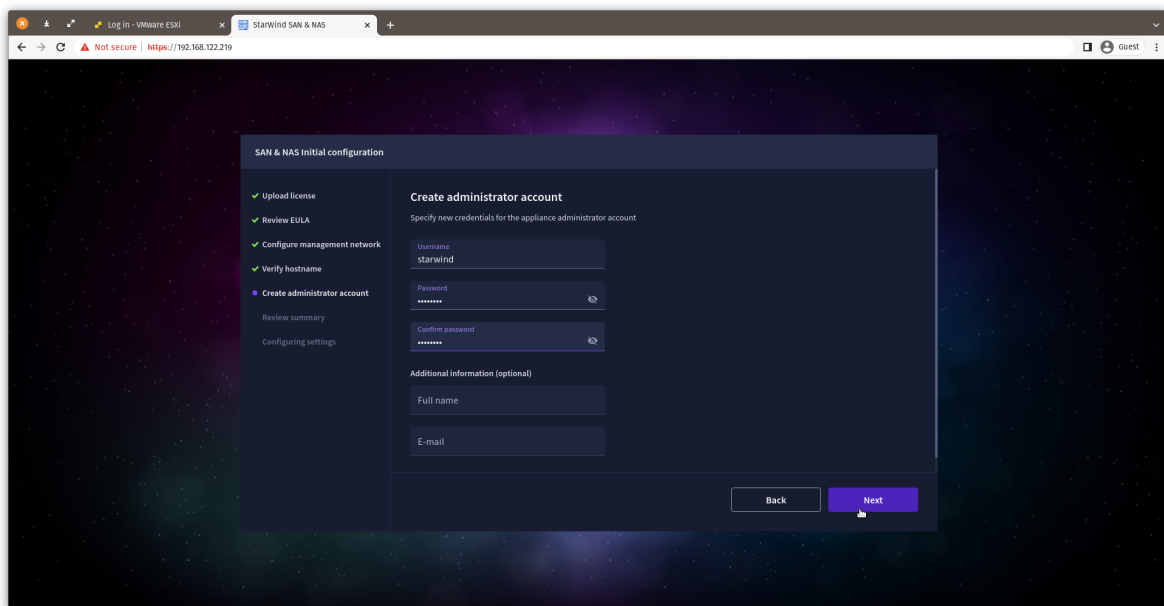 Log in - VMware ESXi
StarWind SAN & NAS
Not secure
https://192.168.122.219
Guest
SAN & NAS Initial configuration
Upload license
Review EULA
Configure management network
Verify hostname
Create administrator account
Review summary
Configuring settings
Create administrator account
Specify new credentials for the appliance administrator account
Username
starwind
Password
••••••••
Confirm password
••••••••
Additional information (optional)
Full name
E-mail
Back
Next